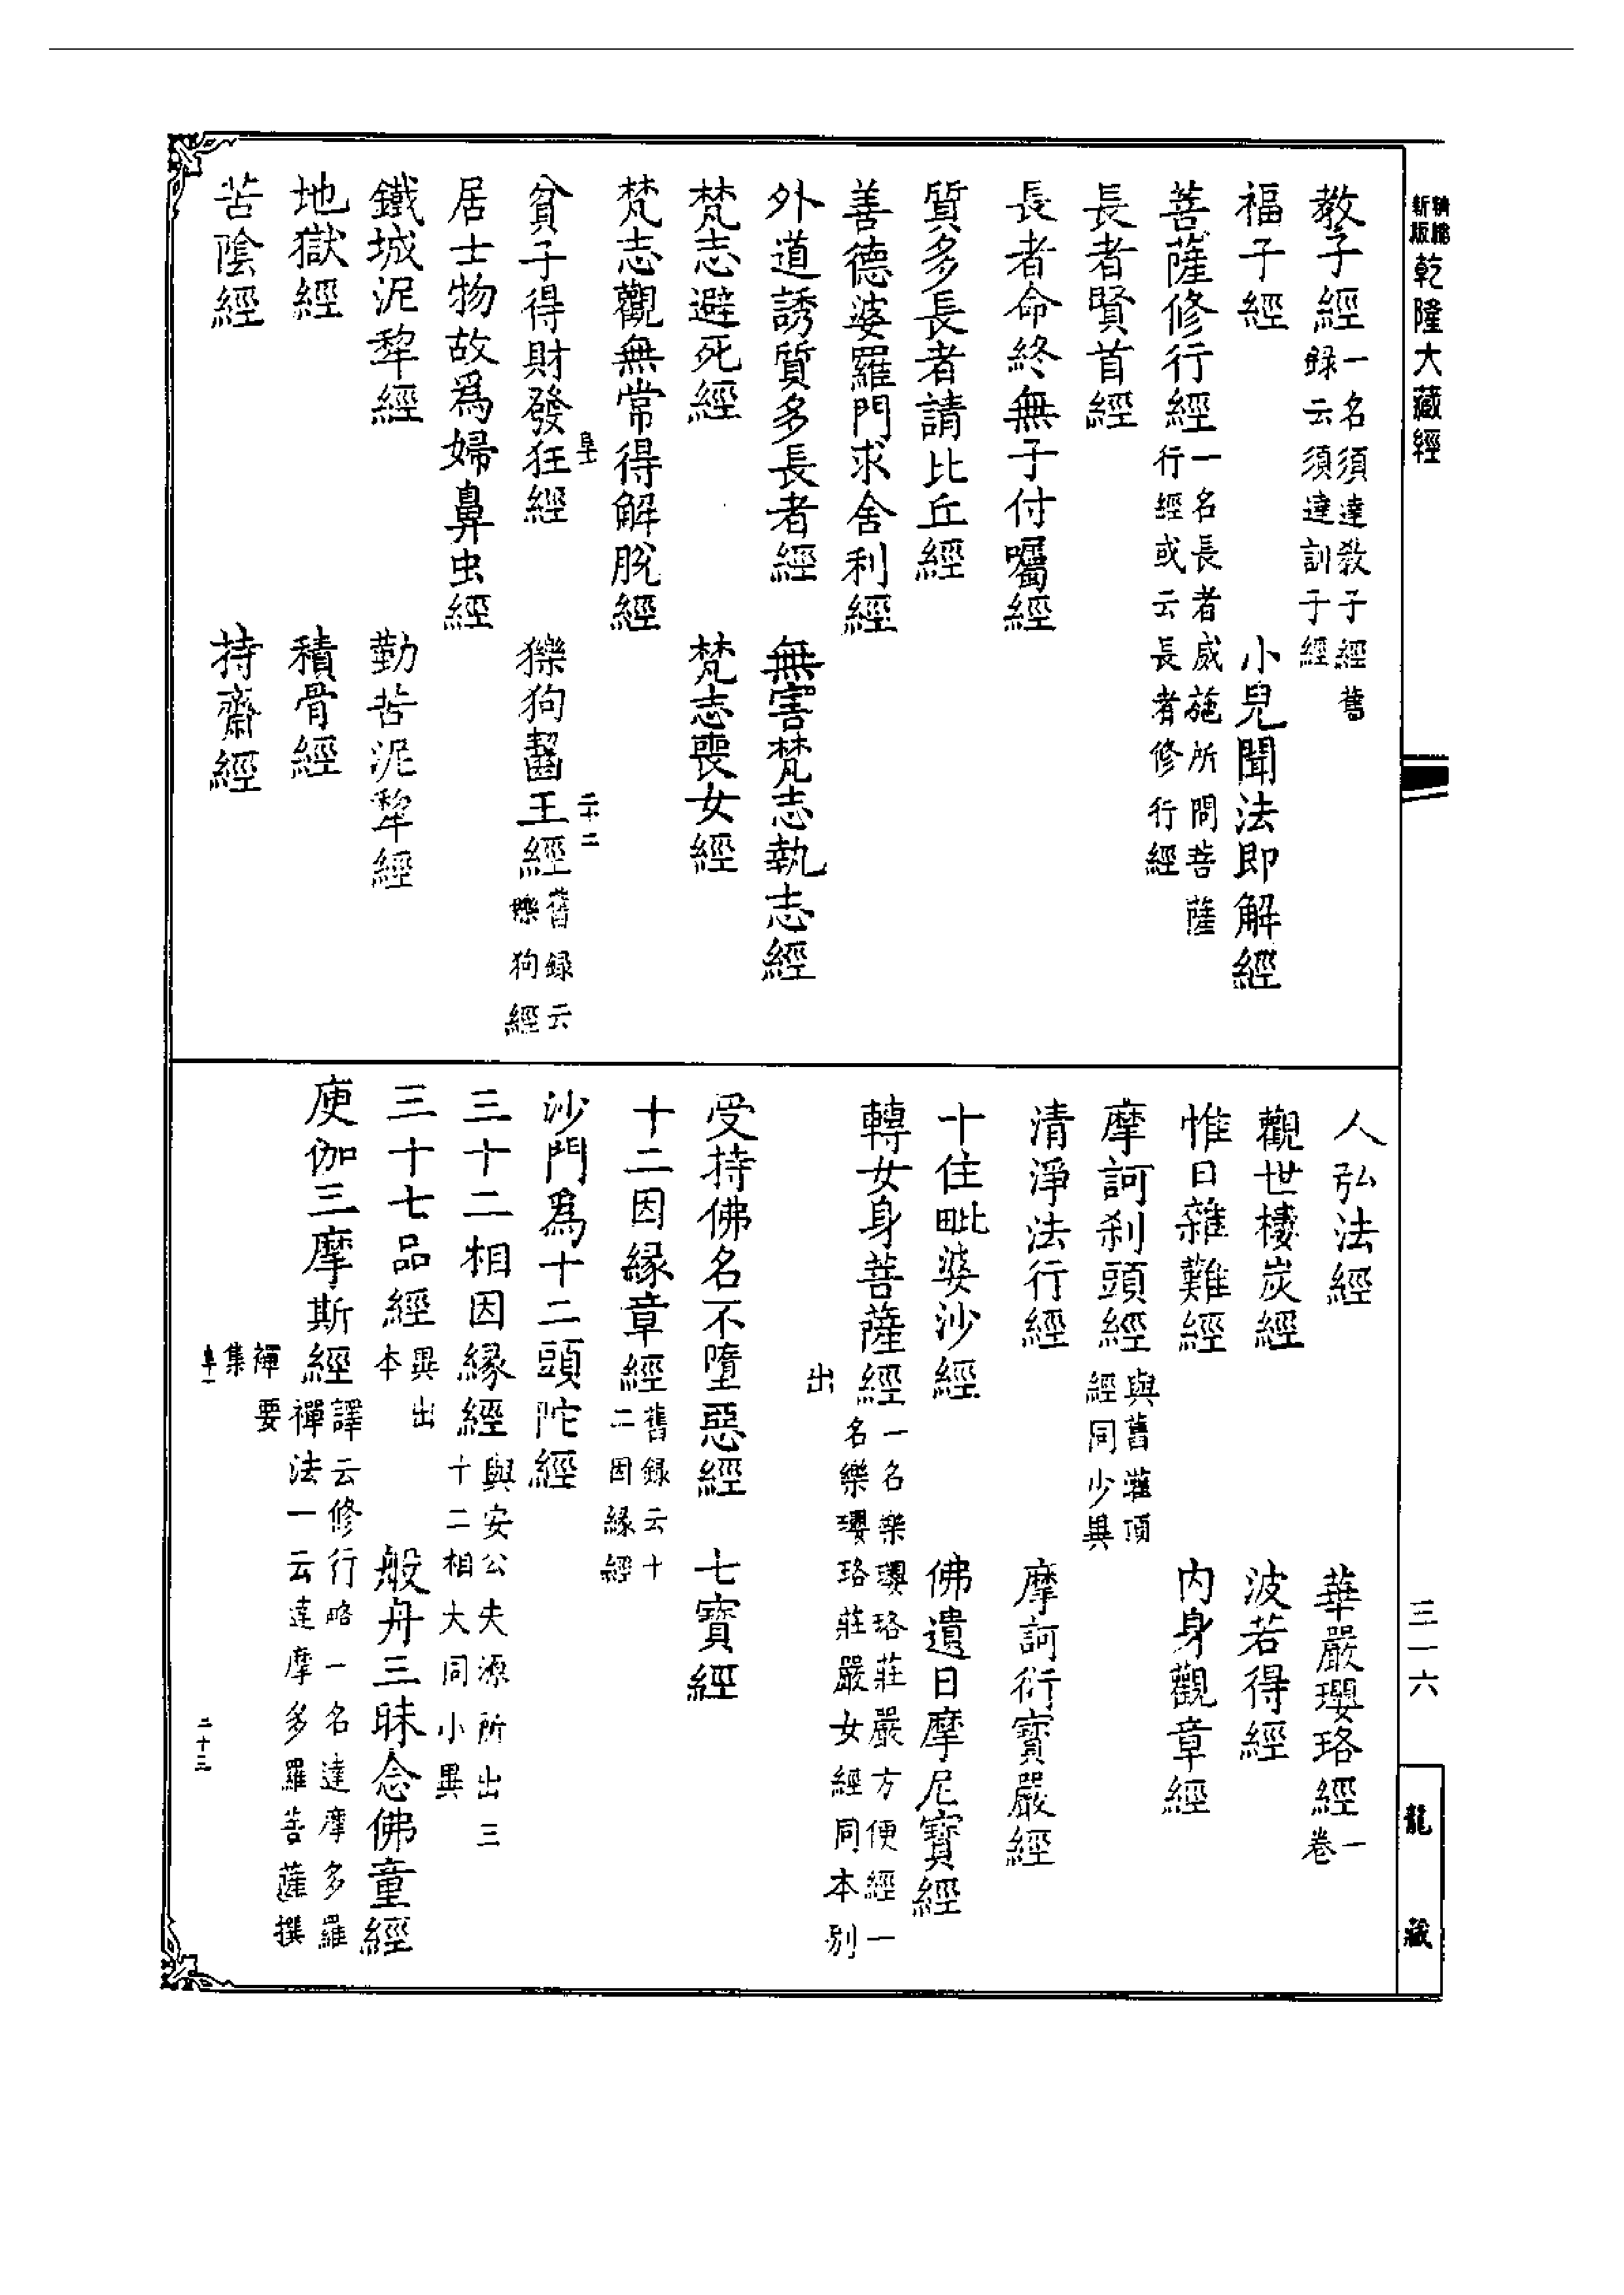 新版精縮乾隆大藏經
教子經一名須達教子經舊錄云須達訓子經
福子經 小兒聞法即解經
菩薩修行經一名長者威施所問菩薩行經或云長者修行經
長者賢首經
長者命終無子付囑經
質多長者請比丘經
善德婆羅門求舍利經
外道誘質多長者經 無害梵志執志經
梵志避死經 梵志喪女經
梵志觀無常得解脫經
貧子得財發狂經 㹱狗齧王經舊録云㹱狗經
二十二
居士物故爲婦鼻虫經
鐵城泥犂經 勤苦泥犂經
地獄經 積骨經
苦陰經 持齋經
三一六
龍藏
人弘法經 華嚴瓔珞經一卷
觀世樓炭經 波若得經
惟日雜難經 內身觀章經
摩訶刹頭經與舊灌頂經同少異
清淨法行經 摩訶衍寶嚴經
十住毗婆沙經 佛遺日摩尼寶經
轉女身菩薩經一名樂瓔珞莊嚴方便經一名樂瓔珞莊嚴女經同本別出
受持佛名不墮惡經 七寶經
十二因緣章經舊録云十二因緣經
沙門爲十二頭陀經
三十二相因緣經與安公失源所出三十二相大同小異
三十七品經異出本 般舟三昧念佛童經
庾伽三摩斯經譯云修行略一名達摩多羅禪法一云達摩多羅菩薩撰
禪要集
二十三